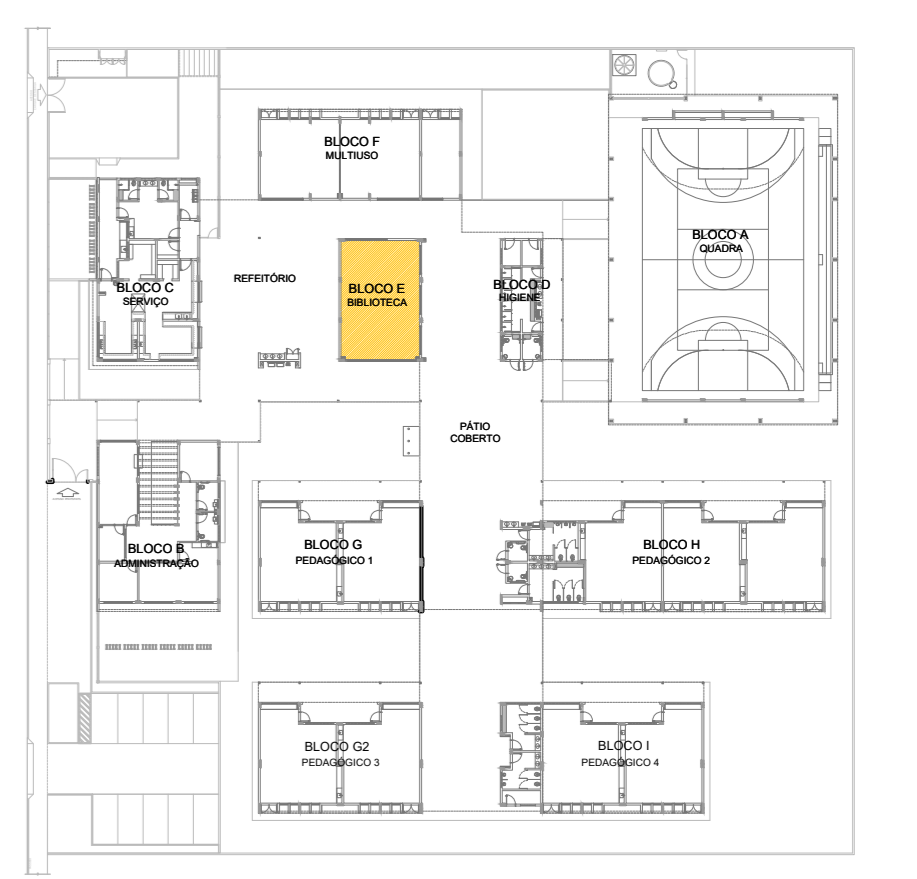 BLOCO F
MULTIUSO
BLOCO A
QUADRA
REFEITÓRIO
BLOCO C
SERVIÇO
BLOCO E
BIBLIOTECA
BLOCO D
HIGIENE
PÁTIO
COBERTO
BLOCO B
ADMINISTRAÇÃO
BLOCO G
PEDAGÓGICO 1
BLOCO H
PEDAGÓGICO 2
BLOCO G2
PEDAGÓGICO 3
BLOCO I
PEDAGÓGICO 4